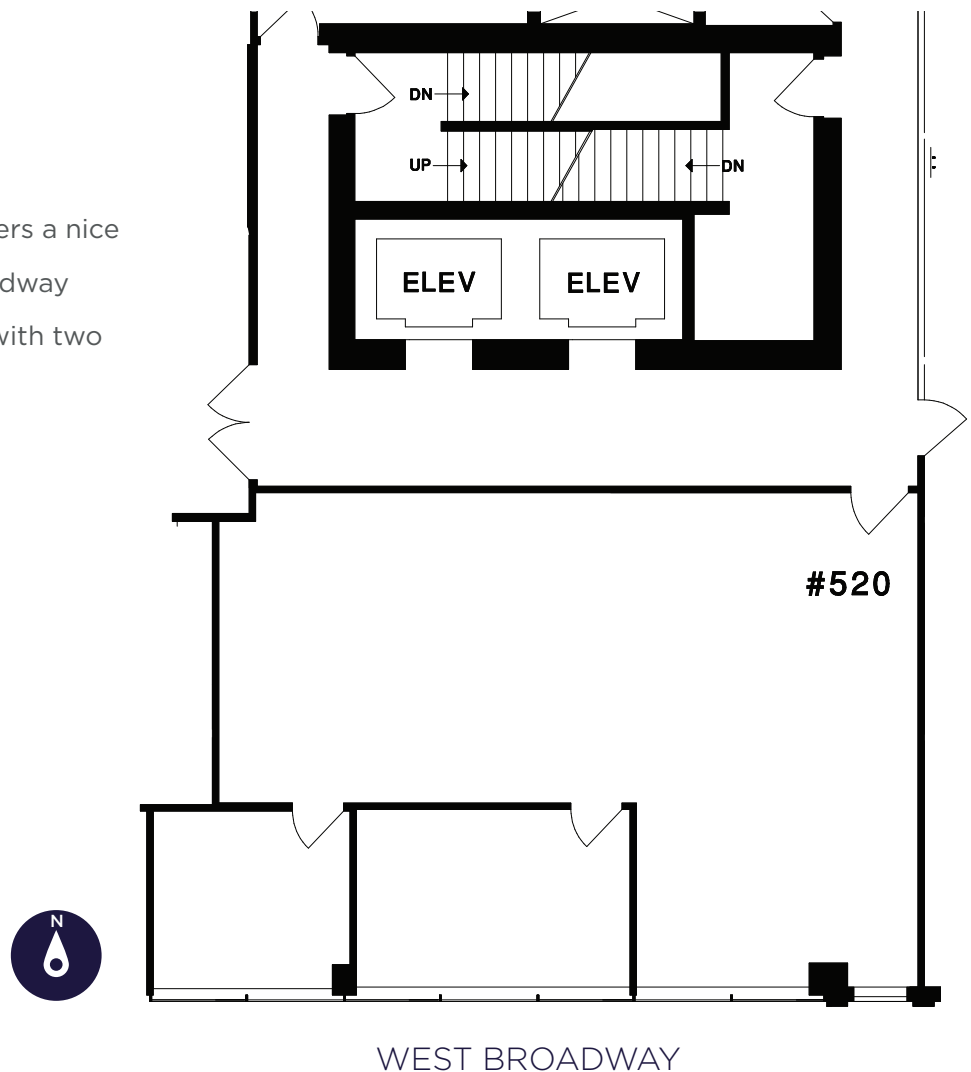 DN
UP
DN
ers a nice
dway
with two
ELEV
ELEV
#520
N
WEST BROADWAY